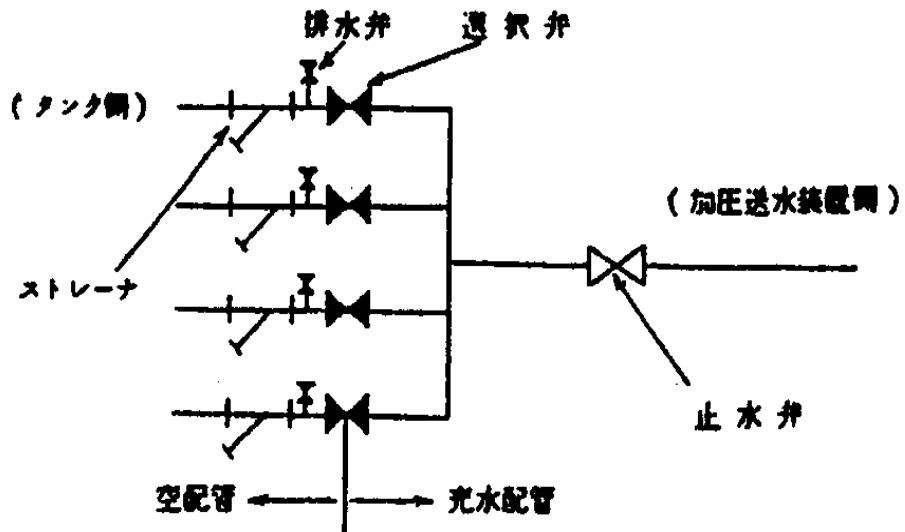 排水弁
選択弁
(タンク側)
(加圧送水装置側)
ストレーナ
止水弁
空配管
充水配管